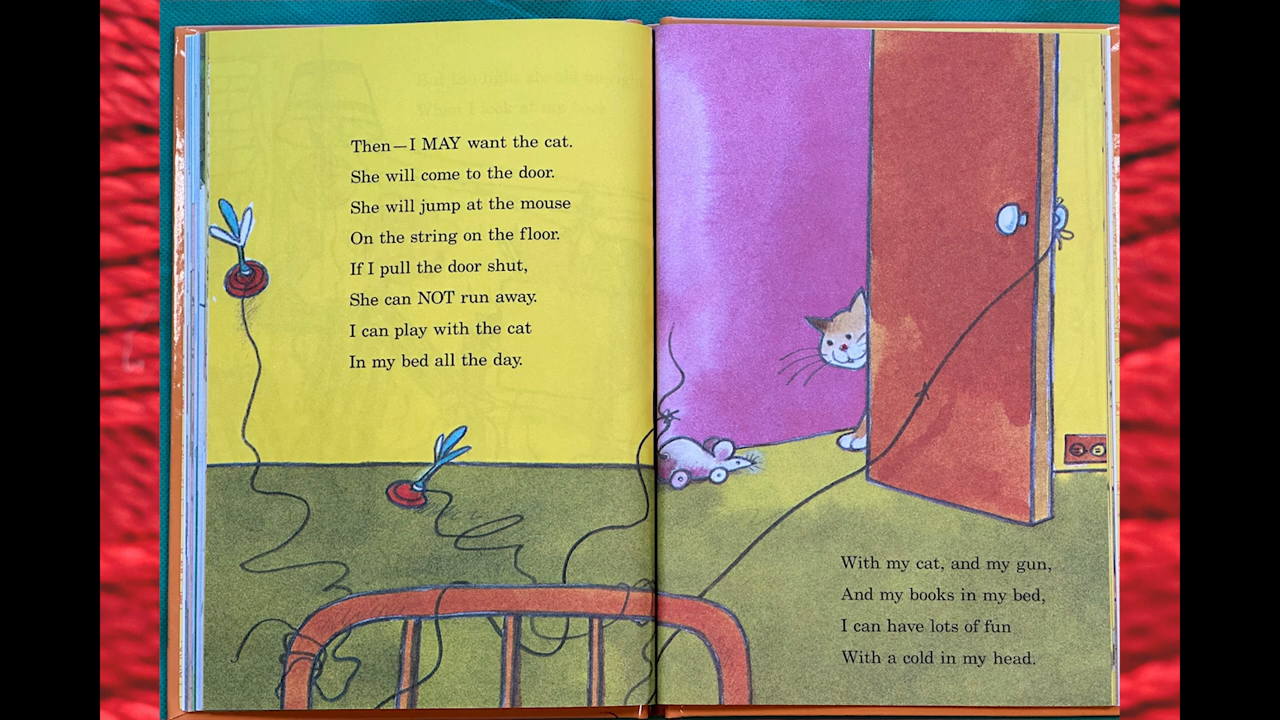 Then—I MAY want the cat.
She will come to the door.
She will jump at the mouse
On the string on the floor.
If I pull the door shut,
She can NOT run away.
I can play with the cat
In my bed all the day.
With my cat, and my gun,
And my books in my bed,
I can have lots of fun
With a cold in my head.